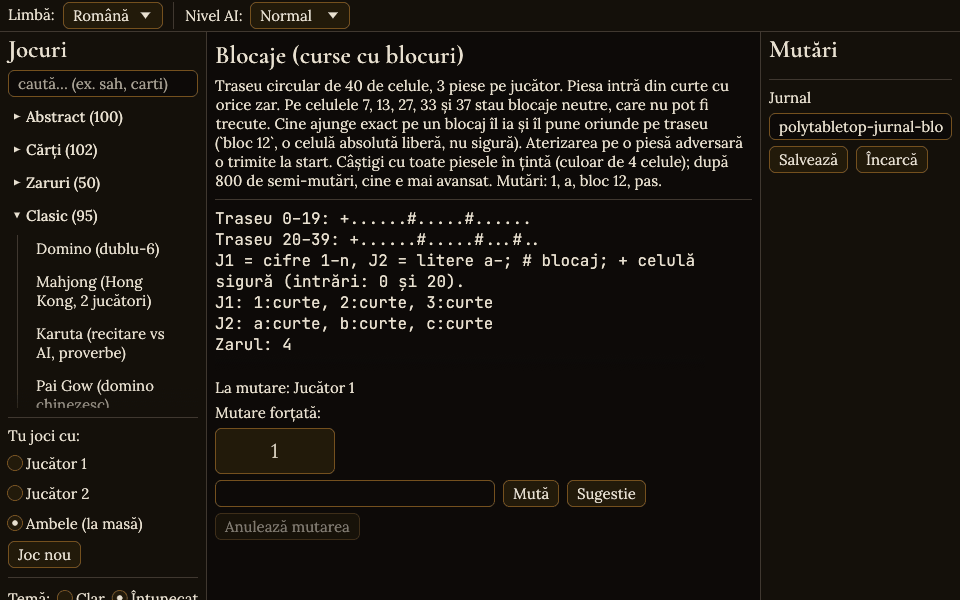 Limbă: Română Nivel AI: Normal
Jocuri
caută... (ex. sah, carti)
Abstract (100)
Cărți (102)
Zaruri (50)
Clasic (95)
Domino (dublu-6)
Mahjong (Hong
Kong, 2 jucători)
Karuta (recitare vs
AI, proverbe)
Pai Gow (domino
chinezesc)
Tu joci cu:
Jucător 1
Jucător 2
Ambele (la masă)
Joc nou
Temă: Clar Întunecat
Blocaje (curse cu blocuri)
Traseu circular de 40 de celule, 3 piese pe jucător. Piesa intră din curte cu
orice zar. Pe celulele 7, 13, 27, 33 și 37 stau blocaje neutre, care nu pot fi
trecute. Cine ajunge exact pe un blocaj îl ia și îl pune oriunde pe traseu
(`bloc 12`, o celulă absolută liberă, nu sigură). Aterizarea pe o piesă adversară
o trimite la start. Câștigi cu toate piesele în țintă (culoar de 4 celule); după
800 de semi-mutări, cine e mai avansat. Mutări: 1, a, bloc 12, pas.
Traseu 0-19: +......#.....#......
Traseu 20-39: +......#.....#...#..
J1 = cifre 1-n, J2 = litere a-; # blocaj; + celulă
sigură (intrări: 0 și 20).
J1: 1:curte, 2:curte, 3:curte
J2: a:curte, b:curte, c:curte
Zarul: 4
La mutare: Jucător 1
Mutare forțată:
1
Mută Sugestie
Anulează mutarea
Mutări
Jurnal
polytabletop-jurnal-blo
Salvează Încarcă